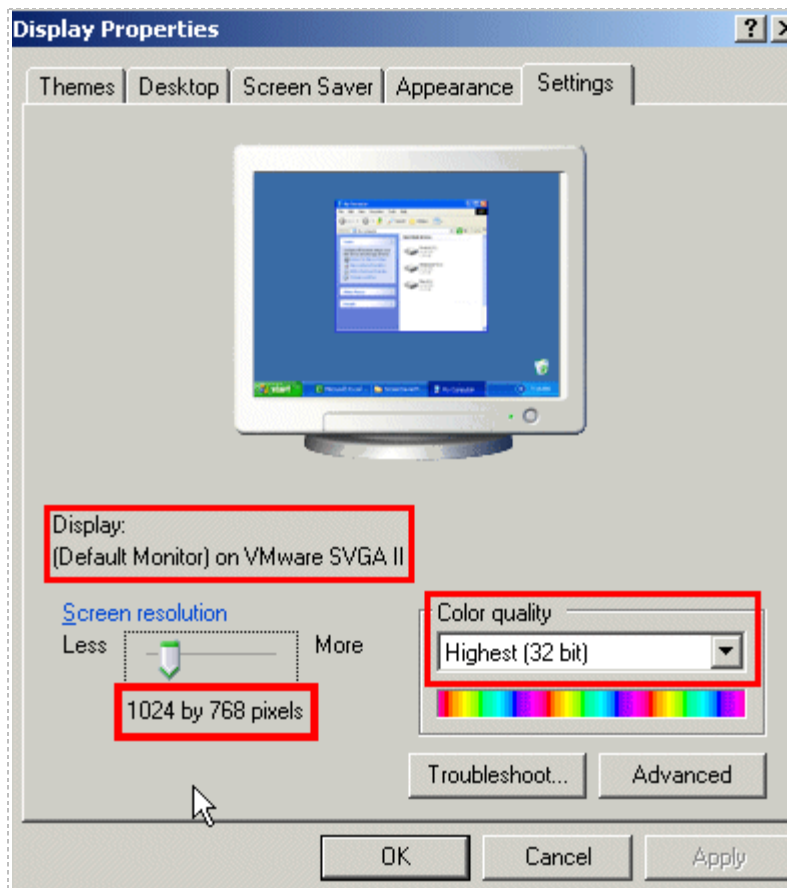 Display Properties
Themes Desktop Screen Saver Appearance Settings
Display:
(Default Monitor) on VMware SVGA II
Screen resolution
Less More
1024 by 768 pixels
Color quality
Highest (32 bit)
Troubleshoot... Advanced
OK Cancel Apply